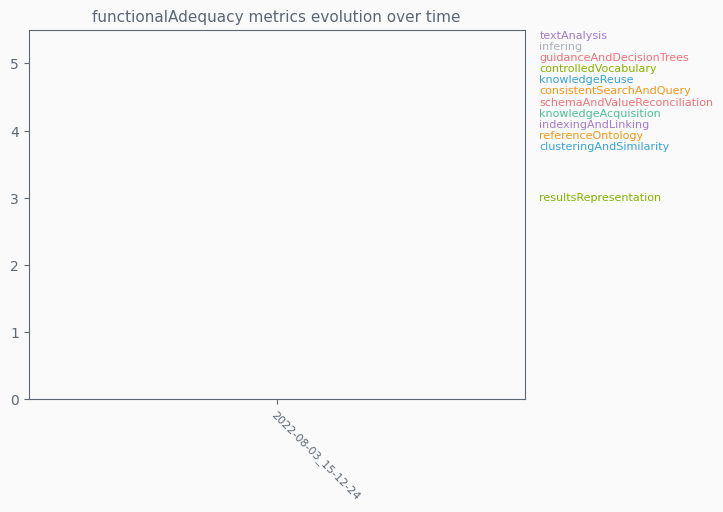 functionalAdequacy metrics evolution over time
textAnalysis
infering
guidanceAndDecisionTrees
controlledVocabulary
knowledgeReuse
consistentSearchAndQuery
schemaAndValueReconciliation
knowledgeAcquisition
indexingAndLinking
referenceOntology
clusteringAndSimilarity
resultsRepresentation
5
4
3
2
1
0
2022-08-03_15-12-24